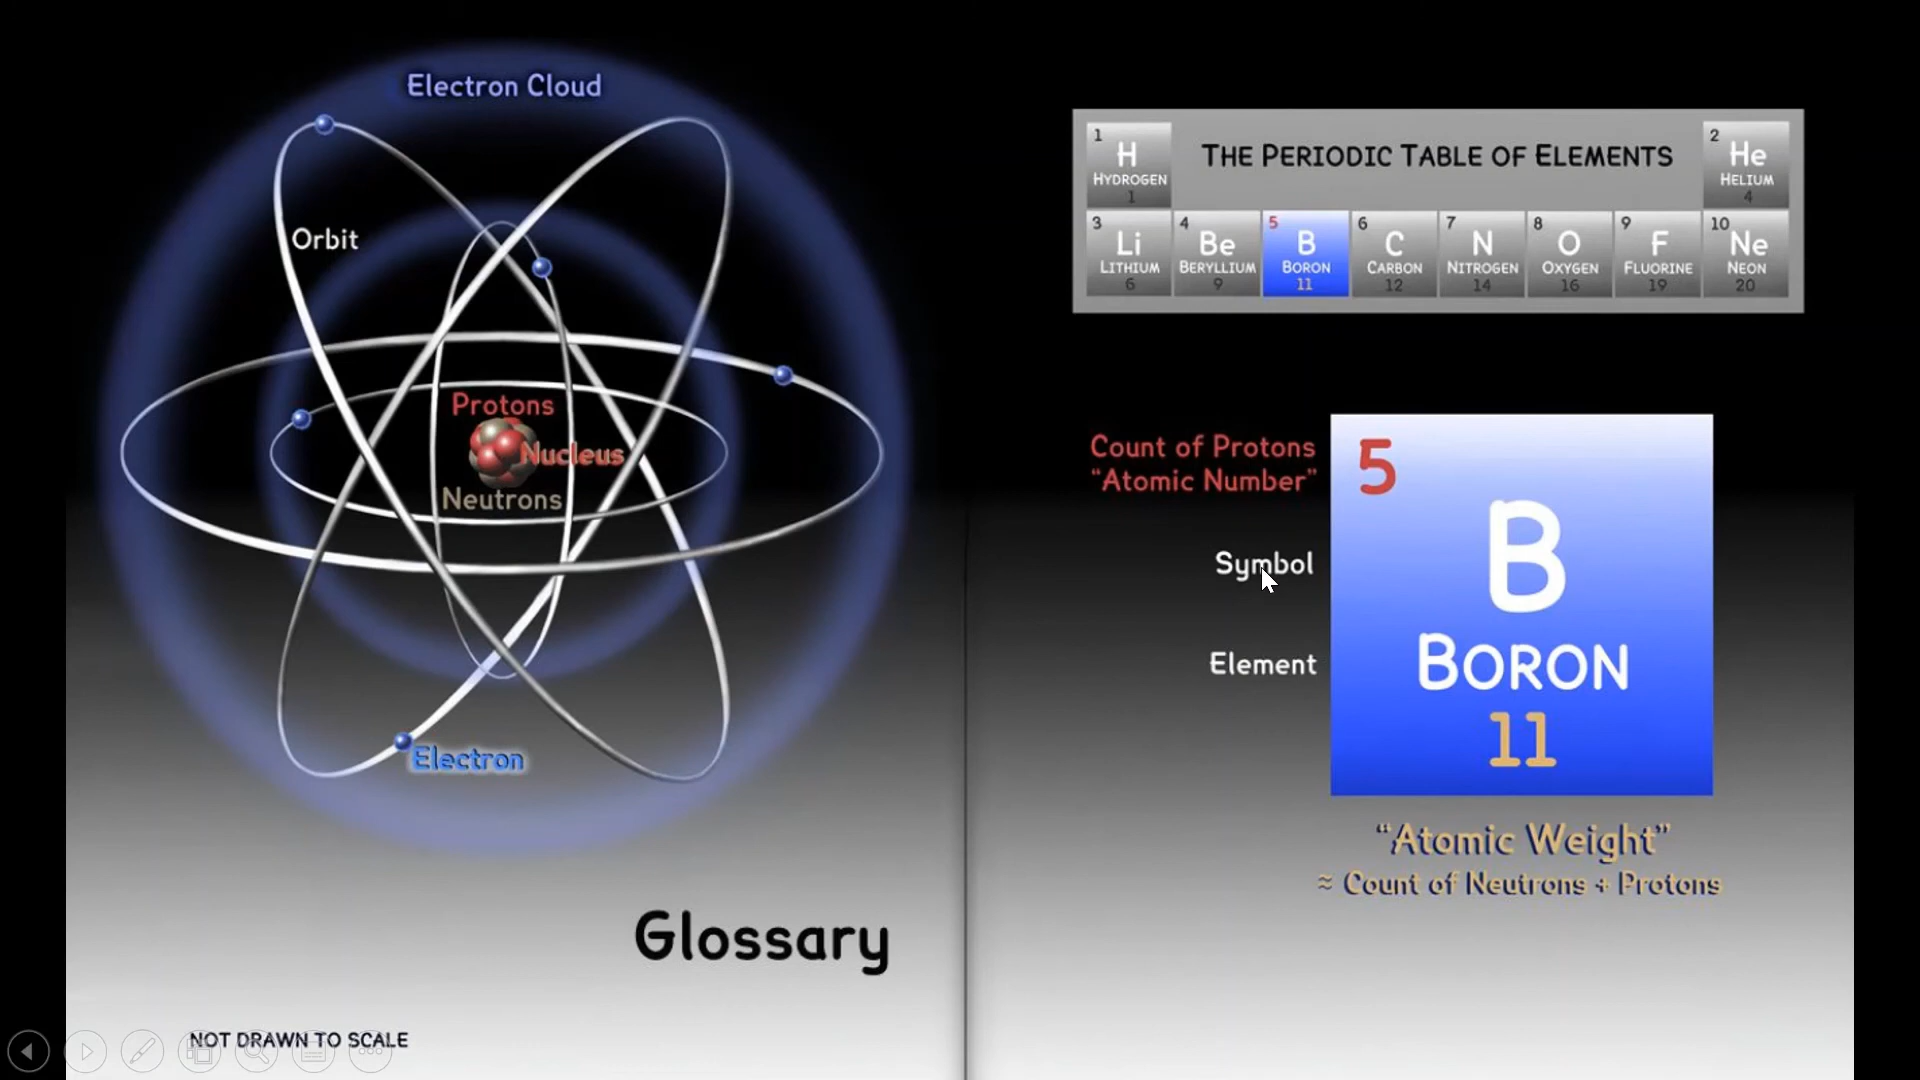 Electron Cloud
Orbit
Protons
Nucleus
Neutrons
Electron
Glossary
NOT DRAWN TO SCALE
THE PERIODIC TABLE OF ELEMENTS
1
H
HYDROGEN
1
2
He
HELIUM
4
3
Li
LITHIUM
6
4
Be
BERYLLIUM
9
5
B
BORON
11
6
C
CARBON
12
7
N
NITROGEN
14
8
O
OXYGEN
16
9
F
FLUORINE
19
10
Ne
NEON
20
Count of Protons
“Atomic Number”
Symbol
Element
5
B
BORON
11
“Atomic Weight”
≈ Count of Neutrons + Protons